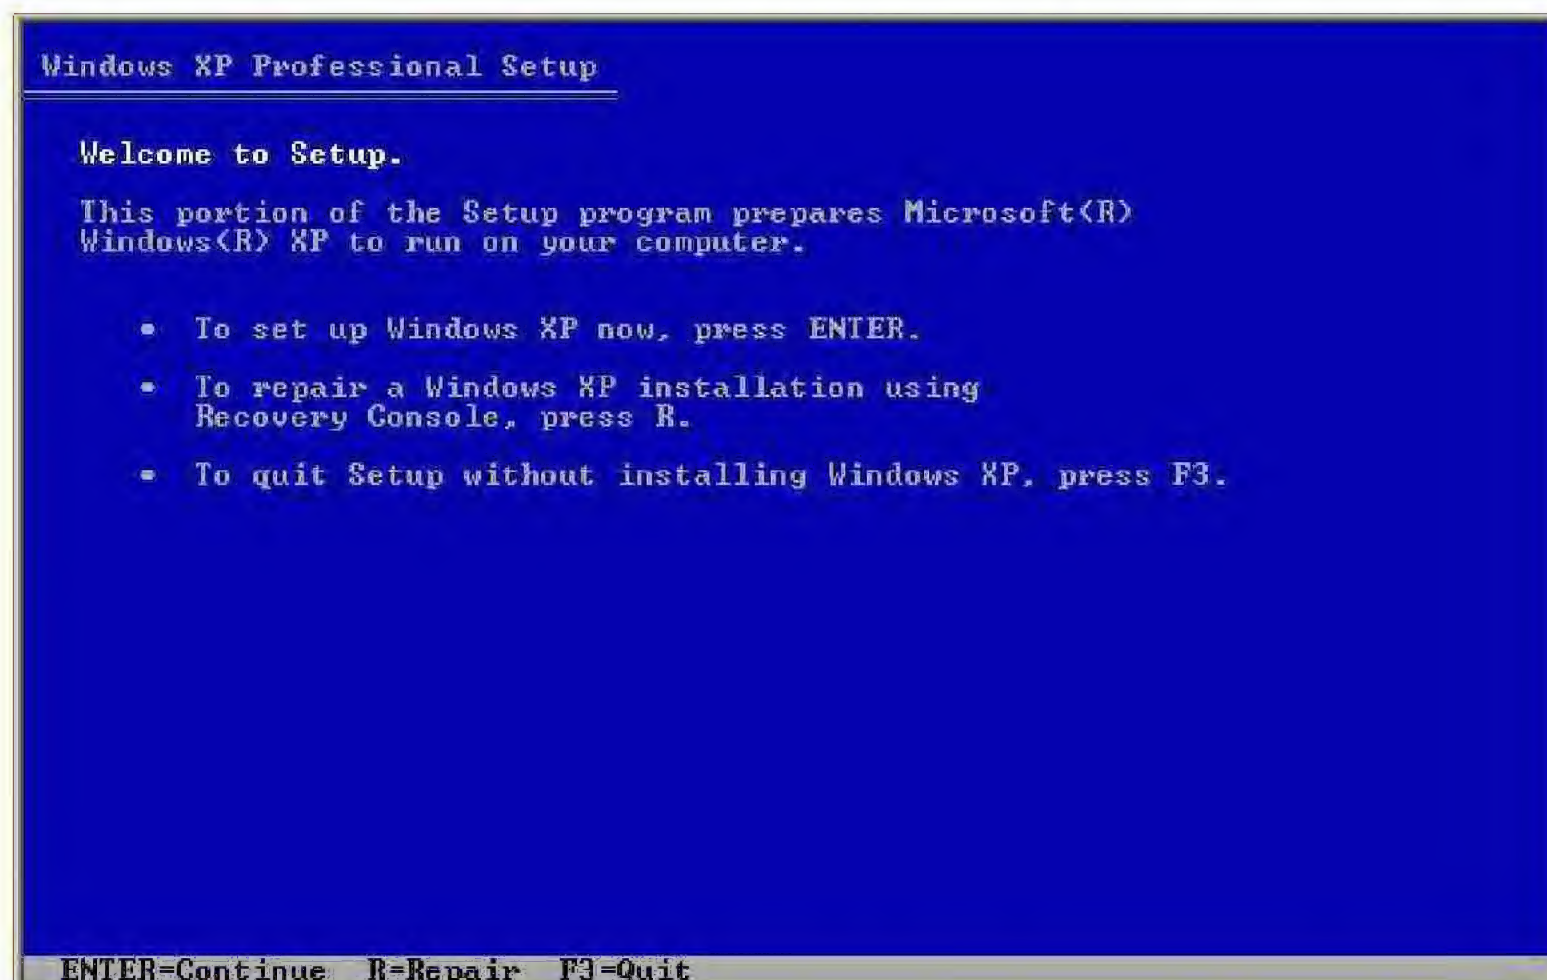 Windows XP Professional Setup
Welcome to Setup.
This portion of the Setup program prepares Microsoft(R)
Windows(R) XP to run on your computer.
• To set up Windows XP now, press ENTER.
• To repair a Windows XP installation using
Recovery Console, press R.
• To quit Setup without installing Windows XP, press F3.
ENTER=Continue R=Repair F3=Quit